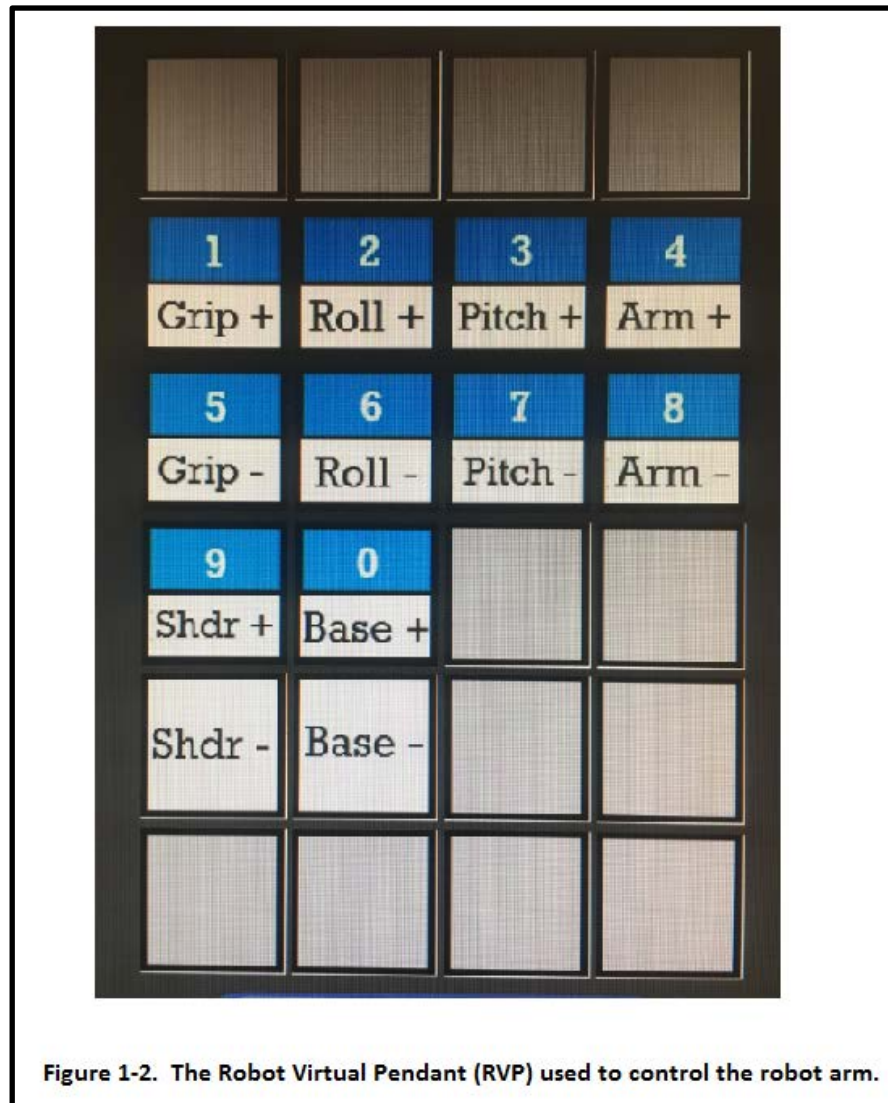 1 2 3 4
Grip + Roll + Pitch + Arm +
5 6 7 8
Grip - Roll - Pitch - Arm -
9 0
Shdr + Base +
Shdr - Base -
Figure 1-2. The Robot Virtual Pendant (RVP) used to control the robot arm.